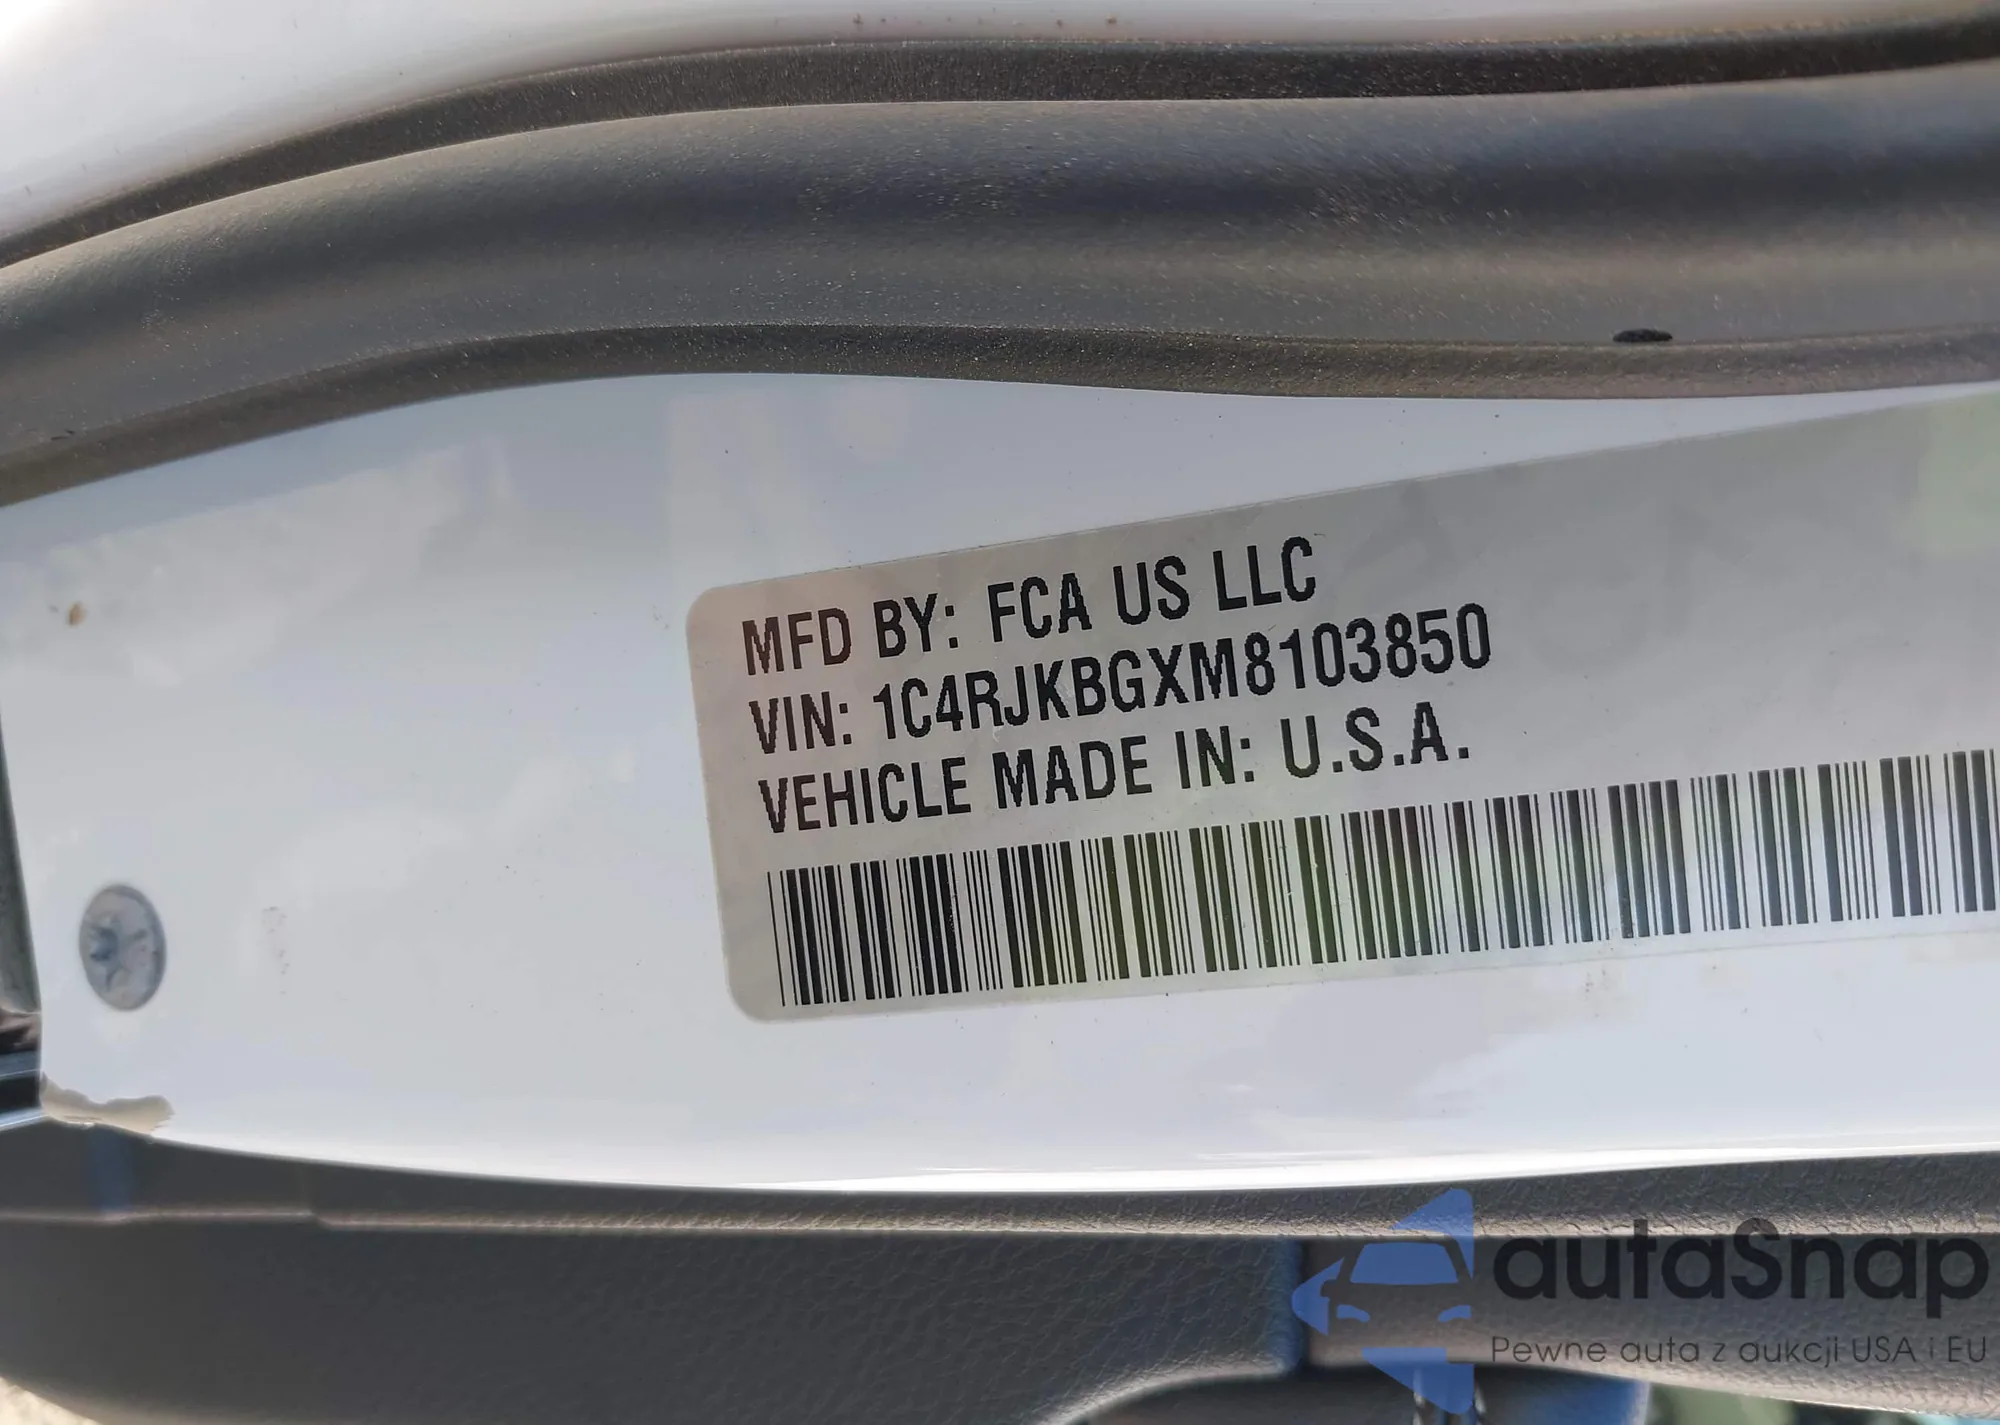 MFD BY: FCA US LLC
VIN: 1C4RJKBGXM8103850
VEHICLE MADE IN: U.S.A.
autaSnap
Pewne auta z aukcji USA i EU